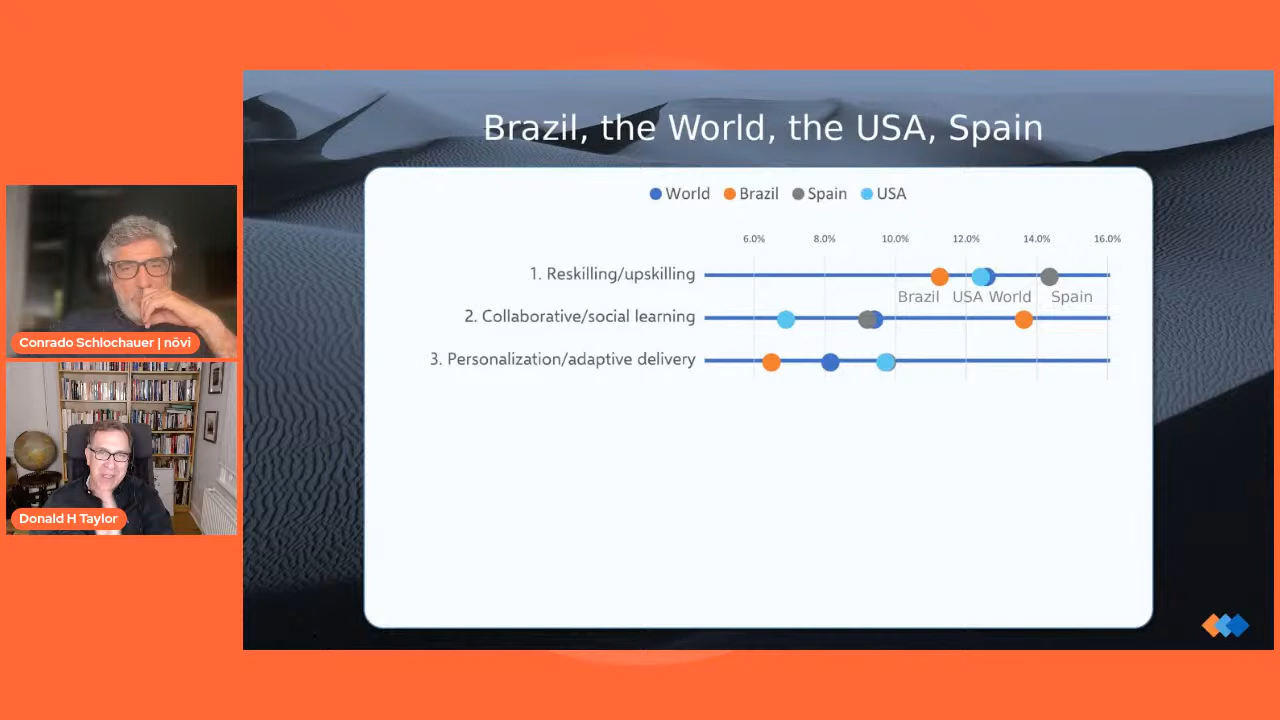 Brazil, the World, the USA, Spain
World Brazil Spain USA
6.0% 8.0% 10.0% 12.0% 14.0% 16.0%
1. Reskilling/upskilling
Brazil USA World Spain
2. Collaborative/social learning
3. Personalization/adaptive delivery
Conrado Schlochauer | nōvi
Donald H Taylor